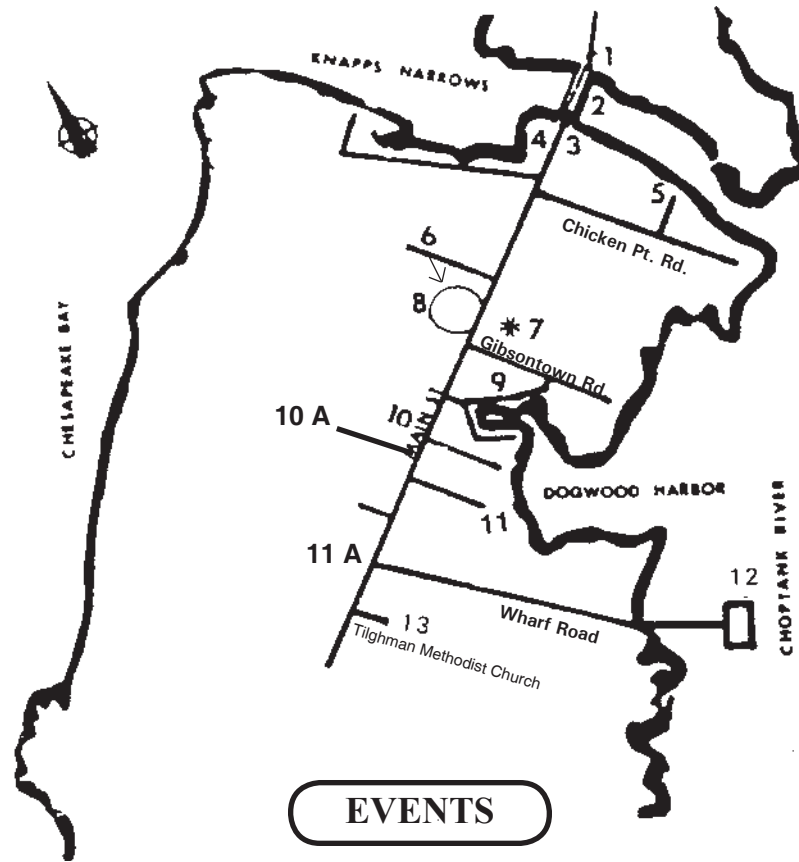 KNAPPS NARROWS
1
2
3
4
5
Chicken Pt. Rd.
6
8
7
Gibsontown Rd.
9
CHESAPEAKE BAY
MAIN ST
10
10 A
DOGWOOD HARBOR
CHOPTANK RIVER
11
11 A
12
Wharf Road
13
Tilghman Methodist Church
EVENTS